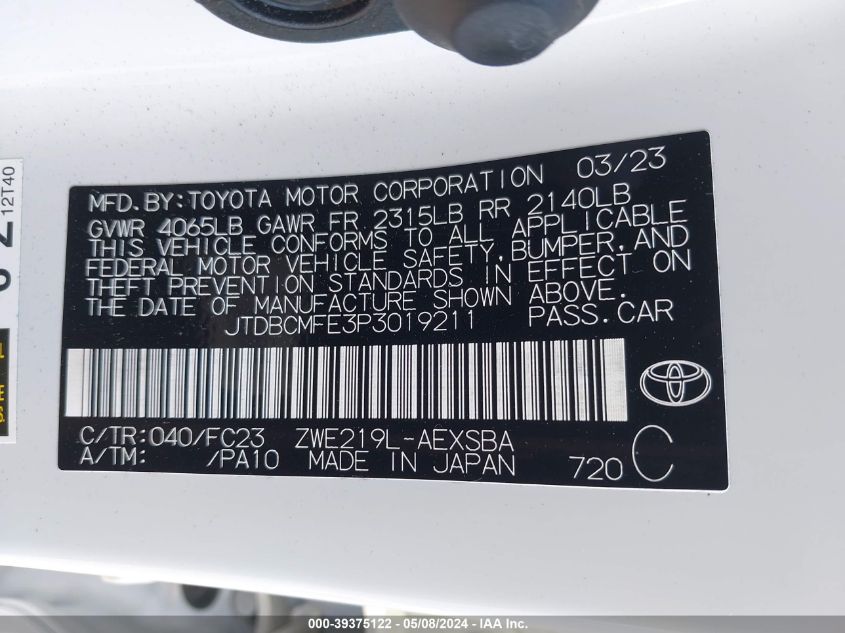 12T40
MFD. BY: TOYOTA MOTOR CORPORATION 03/23
GVWR 4065LB GAWR FR 2315LB RR 2140LB
THIS VEHICLE CONFORMS TO ALL APPLICABLE
FEDERAL MOTOR VEHICLE SAFETY, BUMPER, AND
THEFT PREVENTION STANDARDS IN EFFECT ON
THE DATE OF MANUFACTURE SHOWN ABOVE.
JTDBCMFE3P3019211 PASS. CAR
C/TR: 040/FC23 ZWE219L-AEXSBA
A/TM: /PA10 MADE IN JAPAN 720 C
000-39375122 - 05/08/2024 - IAA Inc.